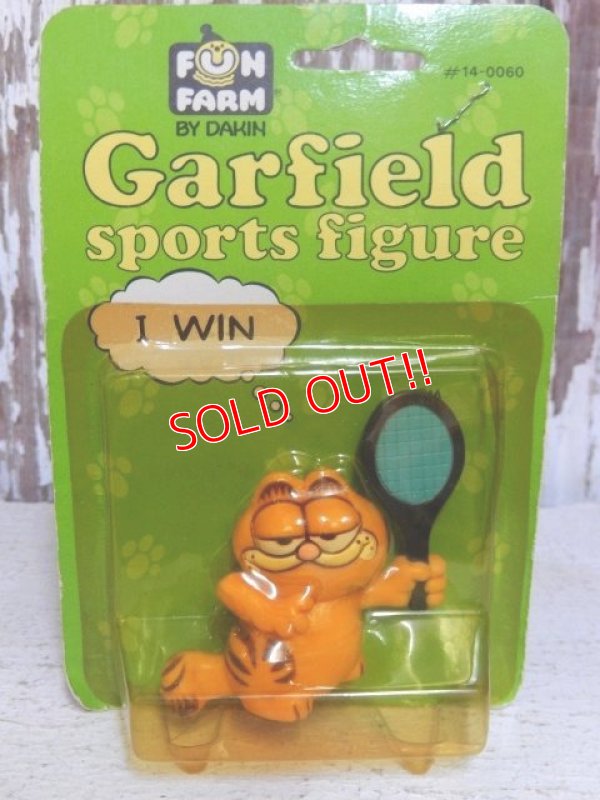 FUN
FARM
BY DAKIN
#14-0060
Garfield
sports figure
I WIN
SOLD OUT!!